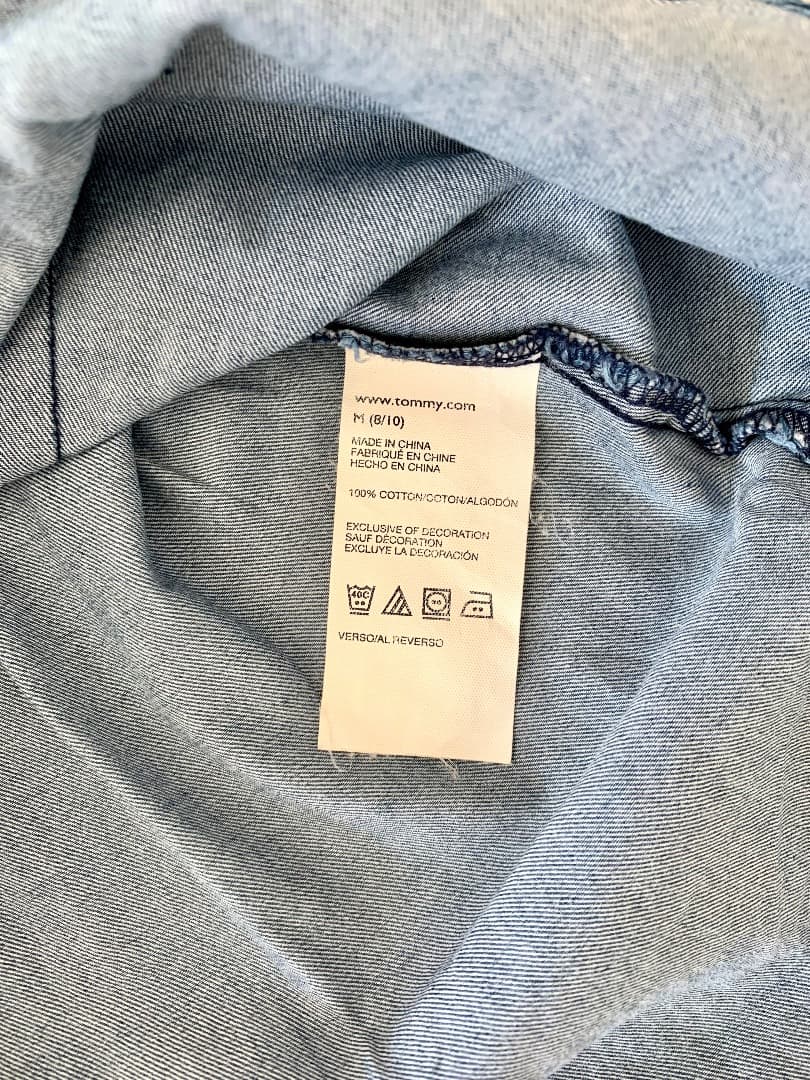 www.tommy.com
M (8/10)
MADE IN CHINA
FABRIQUÉ EN CHINE
HECHO EN CHINA
100% COTTON/COTON/ALGODÓN
EXCLUSIVE OF DECORATION
SAUF DÉCORATION
EXCLUYE LA DECORACIÓN
40C
VERSO/AL REVERSO